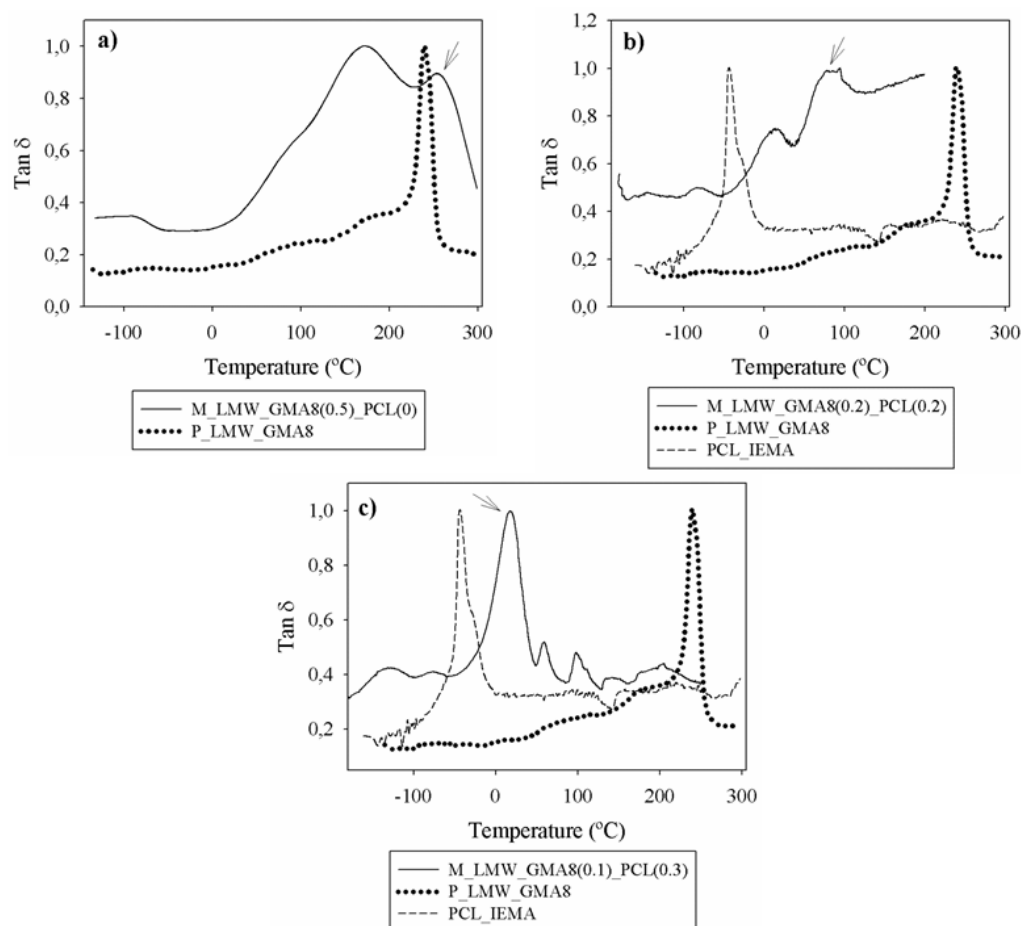 a)
1,0
0,8
0,6
0,4
0,2
0,0
Tan δ
-100 0 100 200 300
Temperature (°C)
M_LMW_GMA8(0.5)_PCL(0)
P_LMW_GMA8
b)
1,2
1,0
0,8
0,6
0,4
0,2
0,0
Tan δ
-100 0 100 200 300
Temperature (°C)
M_LMW_GMA8(0.2)_PCL(0.2)
P_LMW_GMA8
PCL_IEMA
c)
1,0
0,8
0,6
0,4
0,2
Tan δ
-100 0 100 200 300
Temperature (°C)
M_LMW_GMA8(0.1)_PCL(0.3)
P_LMW_GMA8
PCL_IEMA